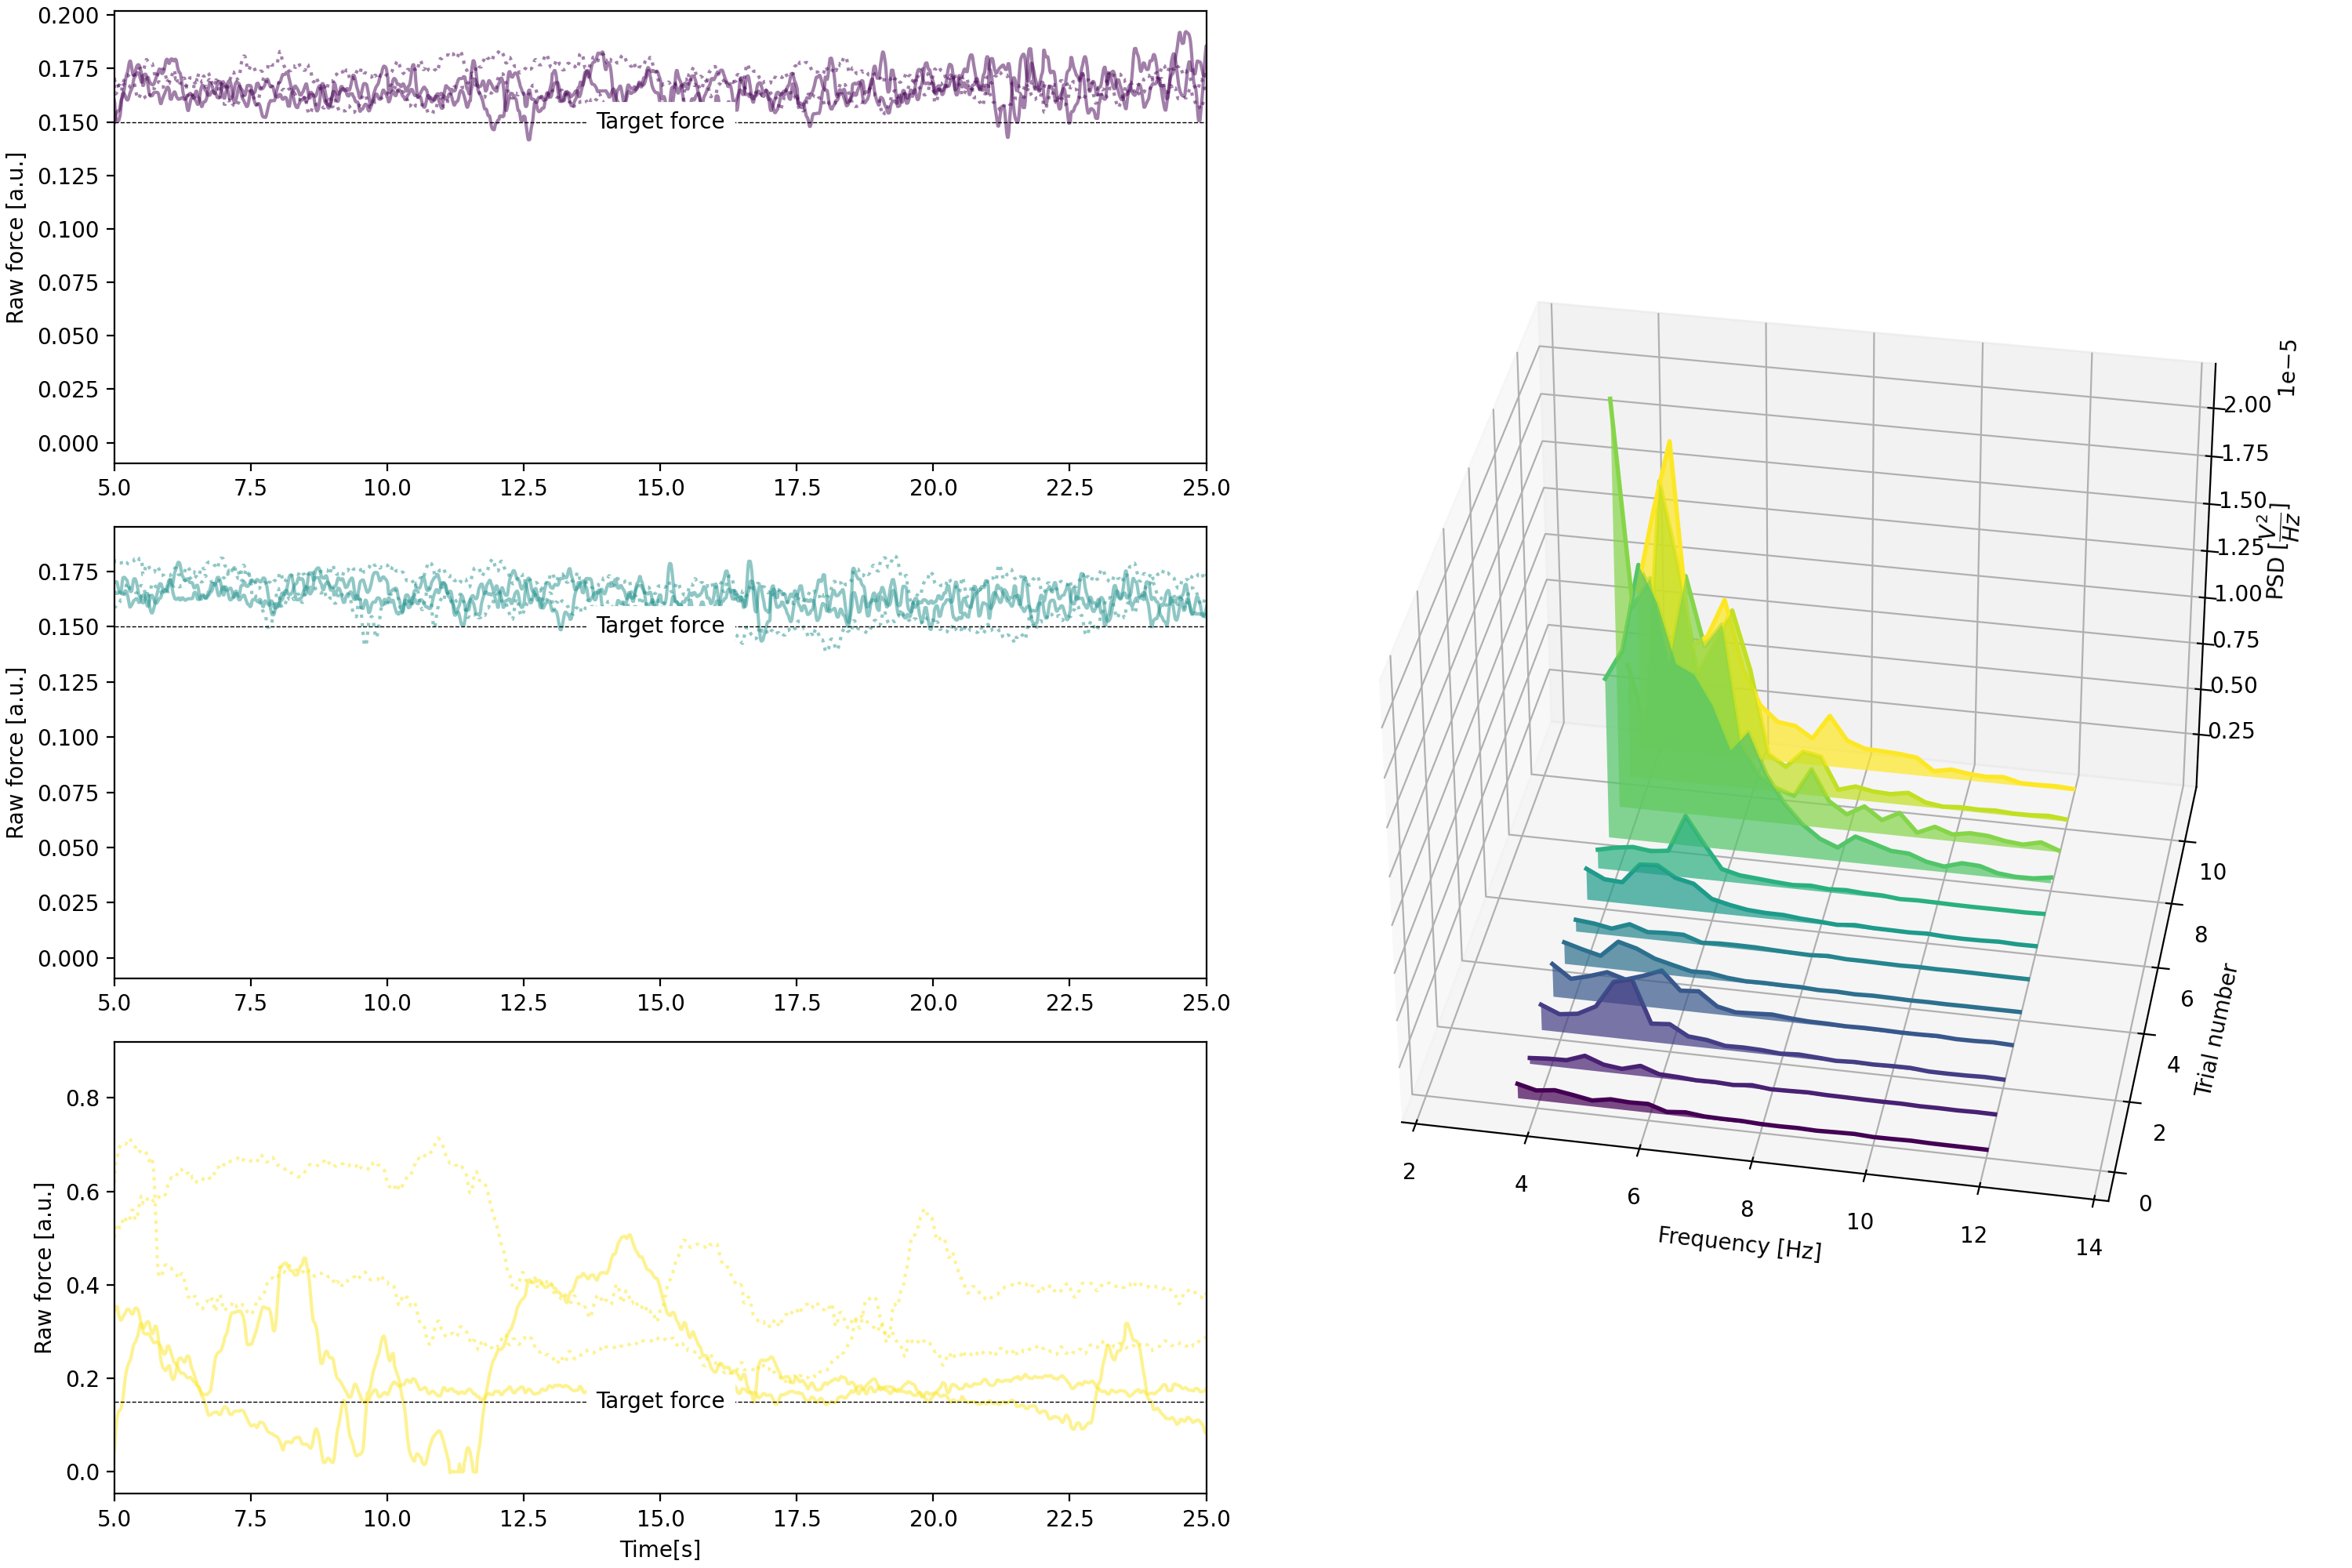 0.200
0.175
0.150
0.125
0.100
0.075
0.050
0.025
0.000
Raw force [a.u.]
Target force
5.0 7.5 10.0 12.5 15.0 17.5 20.0 22.5 25.0
0.175
0.150
0.125
0.100
0.075
0.050
0.025
0.000
Raw force [a.u.]
Target force
5.0 7.5 10.0 12.5 15.0 17.5 20.0 22.5 25.0
0.8
0.6
0.4
0.2
0.0
Raw force [a.u.]
Target force
5.0 7.5 10.0 12.5 15.0 17.5 20.0 22.5 25.0
Time[s]
1e−5
2.00
1.75
1.50
1.25
1.00
0.75
0.50
0.25
PSD [V²/Hz]
10
8
6
4
2
0
Trial number
2 4 6 8 10 12 14
Frequency [Hz]